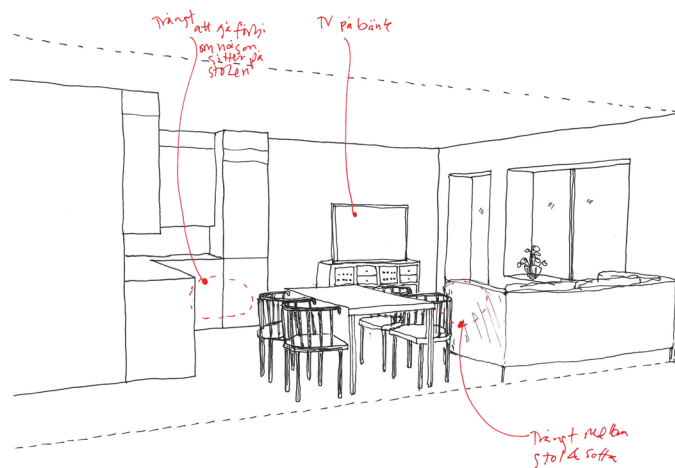 Trångt att gå förbi
om någon
sitter på
stolen
TV på bänk
Trångt mellan
stol & soffa